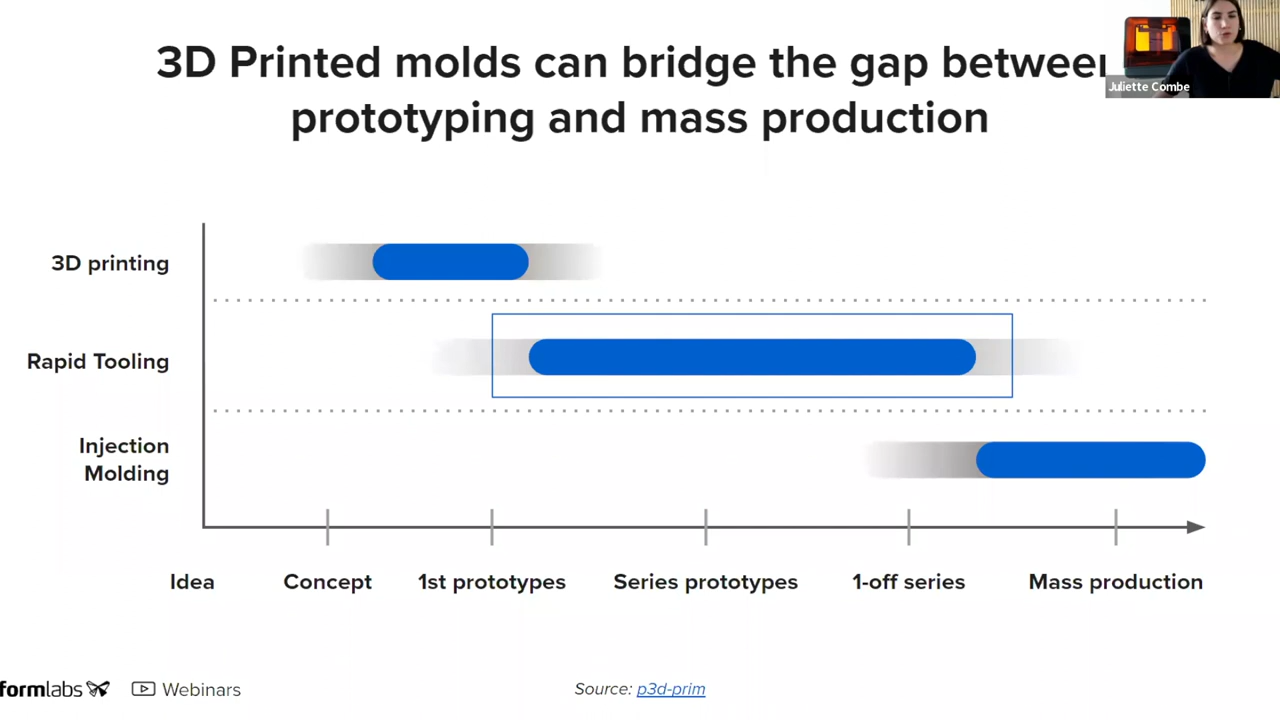 3D Printed molds can bridge the gap between
prototyping and mass production
Juliette Combe
3D printing
Rapid Tooling
Injection
Molding
Idea
Concept
1st prototypes
Series prototypes
1-off series
Mass production
formlabs
Webinars
Source: p3d-prim